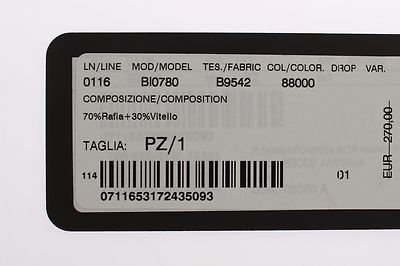 LN/LINE MOD/MODEL TES./FABRIC COL/COLOR. DROP VAR.
0116 BI0780 B9542 88000
COMPOSIZIONE/COMPOSITION
70%Rafia+30%Vitello
TAGLIA: PZ/1
114
01
0711653172435093
EUR 270,00